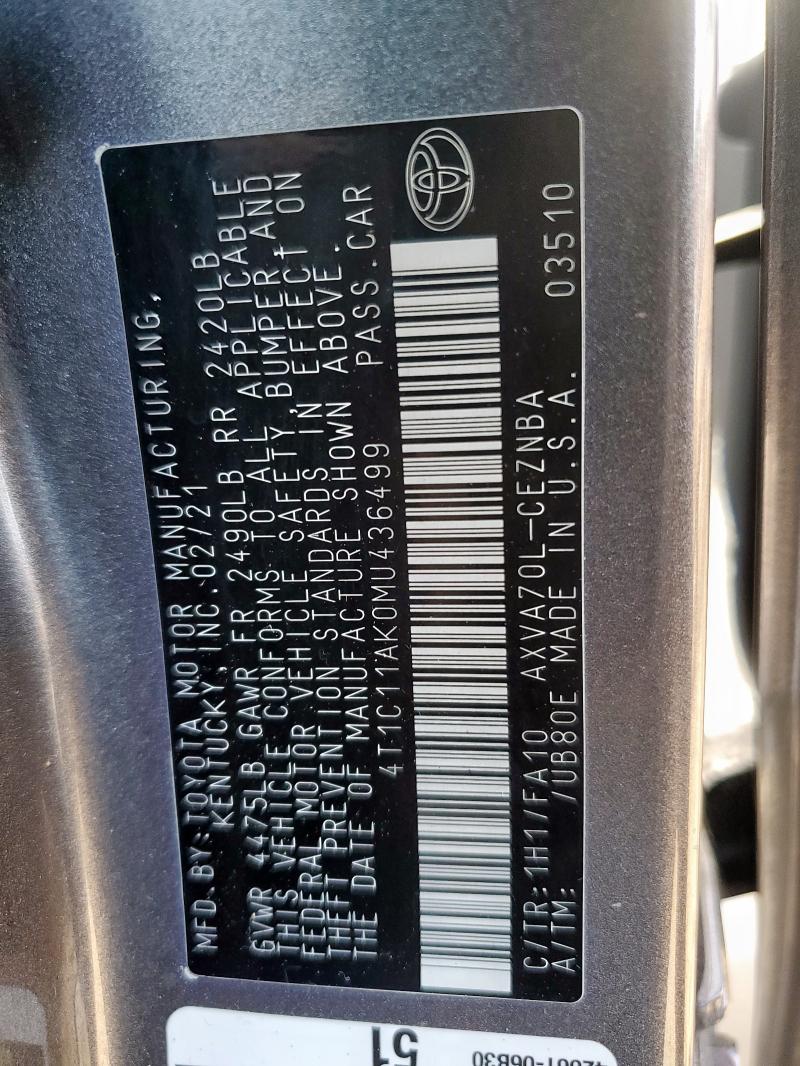 MFD.BY:TOYOTA MOTOR MANUFACTURING,
KENTUCKY,INC.02/21
GVWR 4475LB GAWR FR 2490LB RR 2420LB
THIS VEHICLE CONFORMS TO ALL APPLICABLE
FEDERAL MOTOR VEHICLE SAFETY, BUMPER,AND
THEFT PREVENTION STANDARDS IN EFFECT ON
THE DATE OF MANUFACTURE SHOWN ABOVE.
4T1C11AK0MU436499 PASS.CAR
C/TR:1H1/FA10 AXVA70L-CEZNBA 03510
A/TM: /UB80E MADE IN U.S.A.
51